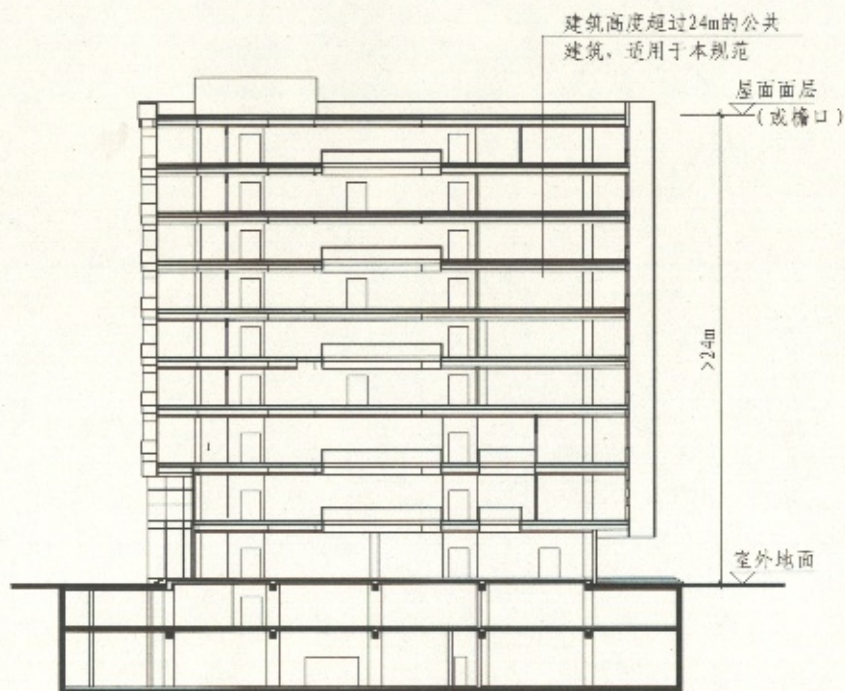 建筑高度超过24m的公共
建筑、适用于本规范
屋面面层
(或檐口)
>24m
室外地面